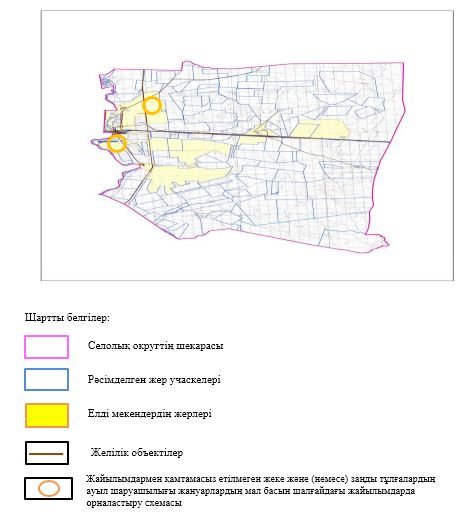 Шартты белгілер:
Селолық округтің шекарасы
Рәсімделген жер учаскелері
Елді мекендердің жерлері
Желілік объектілер
Жайылымдармен қамтамасыз етілмеген жеке және (немесе) заңды тұлғалардың
ауыл шаруашылығы жануарлардың мал басын шалғайдағы жайылымдарда
орналастыру схемасы